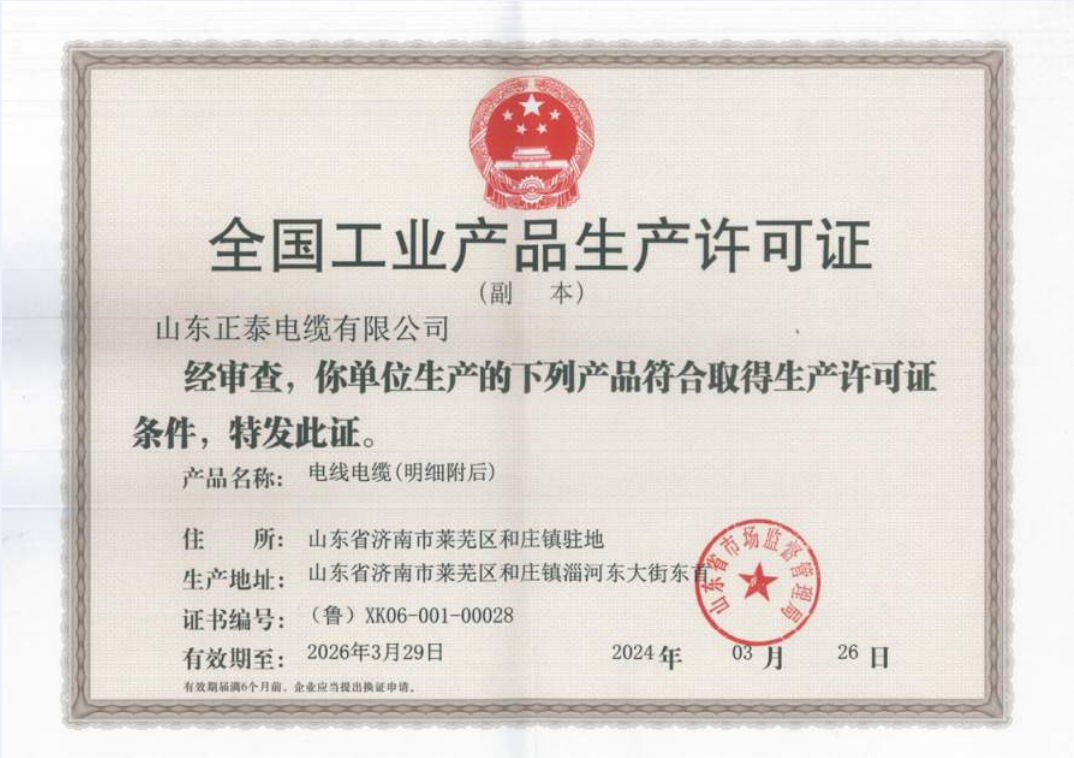 全国工业产品生产许可证
(副 本)
山东正泰电缆有限公司
经审查，你单位生产的下列产品符合取得生产许可证
条件，特发此证。
产品名称： 电线电缆(明细附后)
住 所： 山东省济南市莱芜区和庄镇驻地
生产地址： 山东省济南市莱芜区和庄镇淄河东大街东首
山东省市场监督管理局
证书编号： （鲁）XK06-001-00028
有效期至： 2026年3月29日 2024年 03月 26日
有效期届满6个月前，企业应当提出换证申请。